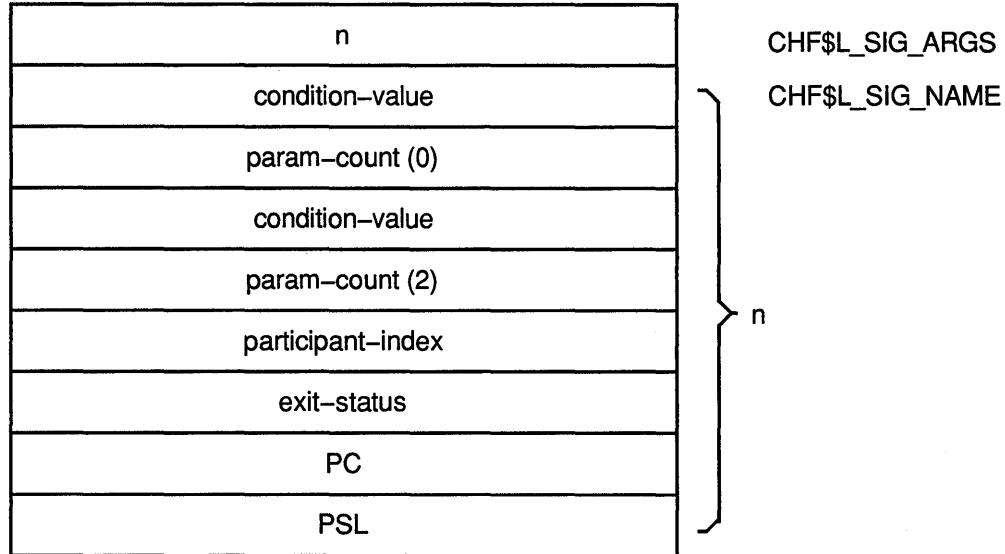 n CHF$L_SIG_ARGS
condition–value CHF$L_SIG_NAME
param–count (0)
condition–value
param–count (2)
n
participant–index
exit–status
PC
PSL